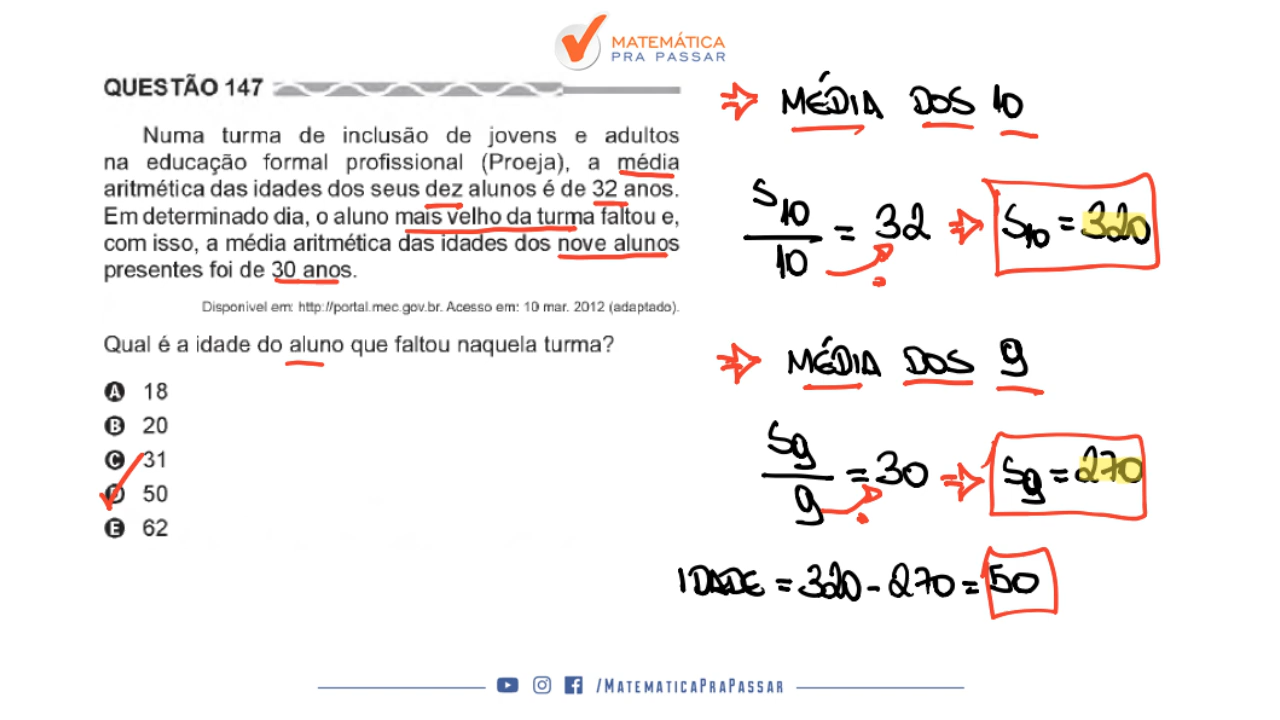 MATEMÁTICA
PRA PASSAR
QUESTÃO 147
Numa turma de inclusão de jovens e adultos
na educação formal profissional (Proeja), a média
aritmética das idades dos seus dez alunos é de 32 anos.
Em determinado dia, o aluno mais velho da turma faltou e,
com isso, a média aritmética das idades dos nove alunos
presentes foi de 30 anos.
Disponível em: http://portal.mec.gov.br. Acesso em: 10 mar. 2012 (adaptado).
Qual é a idade do aluno que faltou naquela turma?
A 18
B 20
C 31
D 50
E 62
⇒ MÉDIA DOS 10
S10/10 = 32 ⇒ S10 = 320
⇒ MÉDIA DOS 9
S9/9 = 30 ⇒ S9 = 270
IDADE = 320 - 270 = 50
/MATEMATICAPRAPASSAR